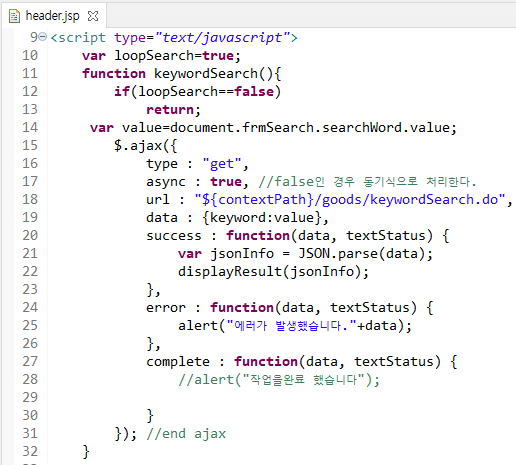 header.jsp
9 <script type="text/javascript">
10 var loopSearch=true;
11 function keywordSearch(){
12 if(loopSearch==false)
13 return;
14 var value=document.frmSearch.searchWord.value;
15 $.ajax({
16 type : "get",
17 async : true, //false인 경우 동기식으로 처리한다.
18 url : "${contextPath}/goods/keywordSearch.do",
19 data : {keyword:value},
20 success : function(data, textStatus) {
21 var jsonInfo = JSON.parse(data);
22 displayResult(jsonInfo);
23 },
24 error : function(data, textStatus) {
25 alert("에러가 발생했습니다."+data);
26 },
27 complete : function(data, textStatus) {
28 //alert("작업을완료 했습니다");
29
30 }
31 }); //end ajax
32 }